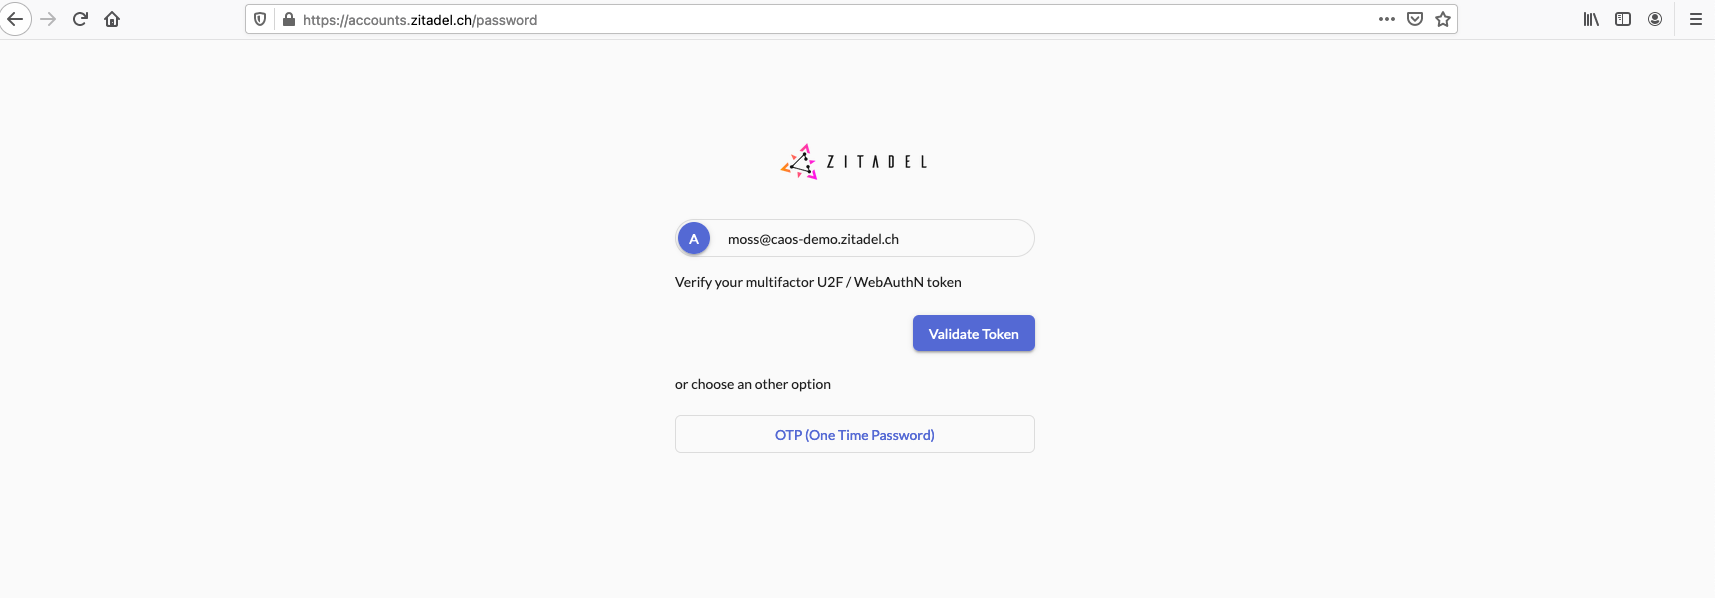 https://accounts.zitadel.ch/password
ZITADEL
A moss@caos-demo.zitadel.ch
Verify your multifactor U2F / WebAuthN token
Validate Token
or choose an other option
OTP (One Time Password)